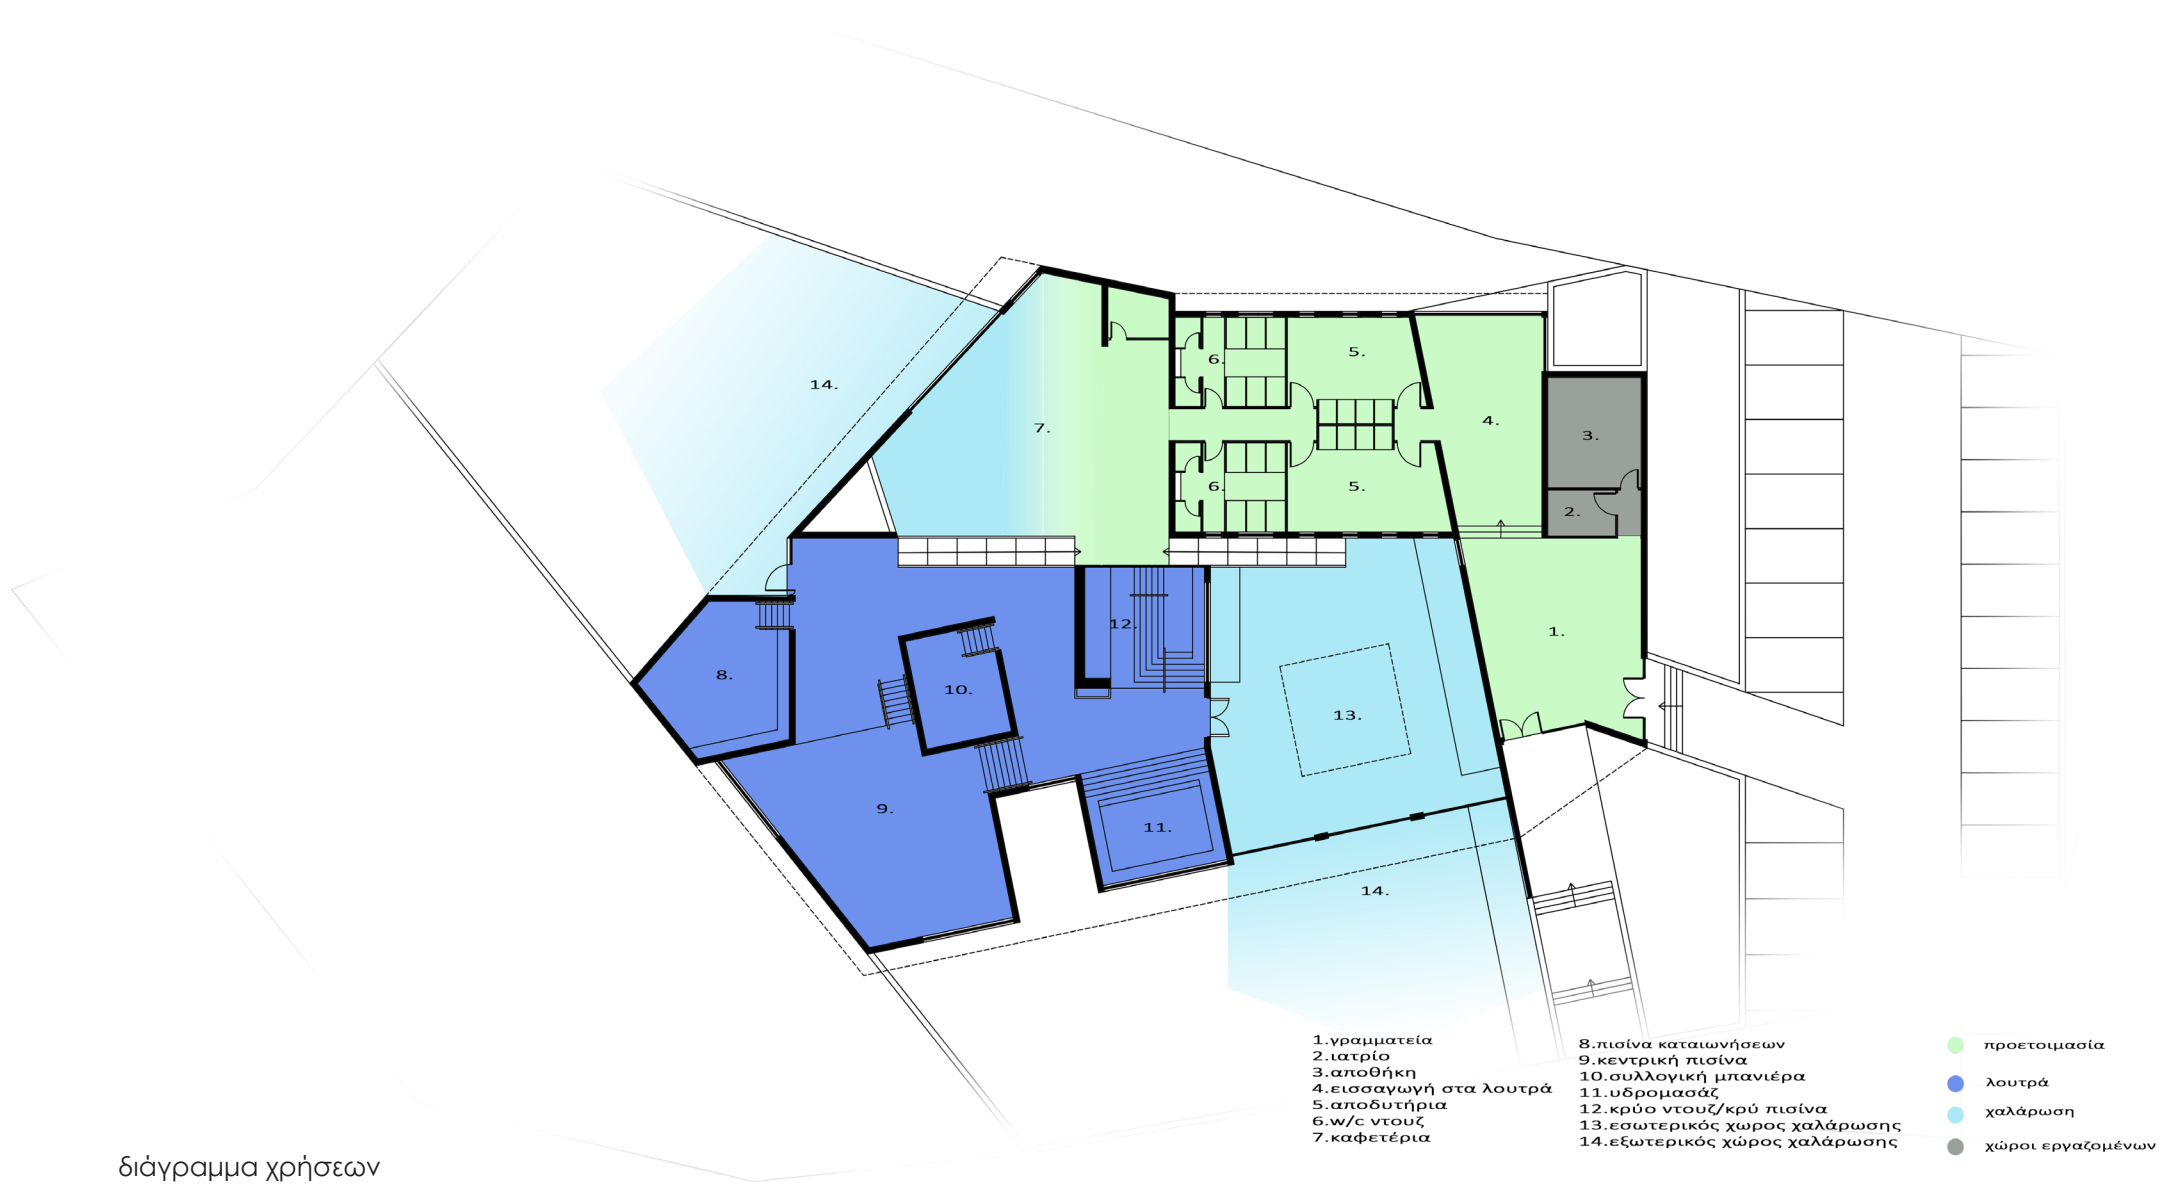 14.
7.
6.
5.
4.
3.
6.
5.
2.
12.
1.
8.
10.
13.
9.
11.
14.
1.γραμματεία
2.ιατρίο
3.αποθήκη
4.εισσαγωγή στα λουτρά
5.αποδυτήρια
6.w/c ντουζ
7.καφετέρια
8.πισίνα καταιωνήσεων
9.κεντρική πισίνα
10.συλλογική μπανιέρα
11.υδρομασάζ
12.κρύο ντουζ/κρύ πισίνα
13.εσωτερικός χωρος χαλάρωσης
14.εξωτερικός χώρος χαλάρωσης
προετοιμασία
λουτρά
χαλάρωση
χώροι εργαζομένων
διάγραμμα χρήσεων